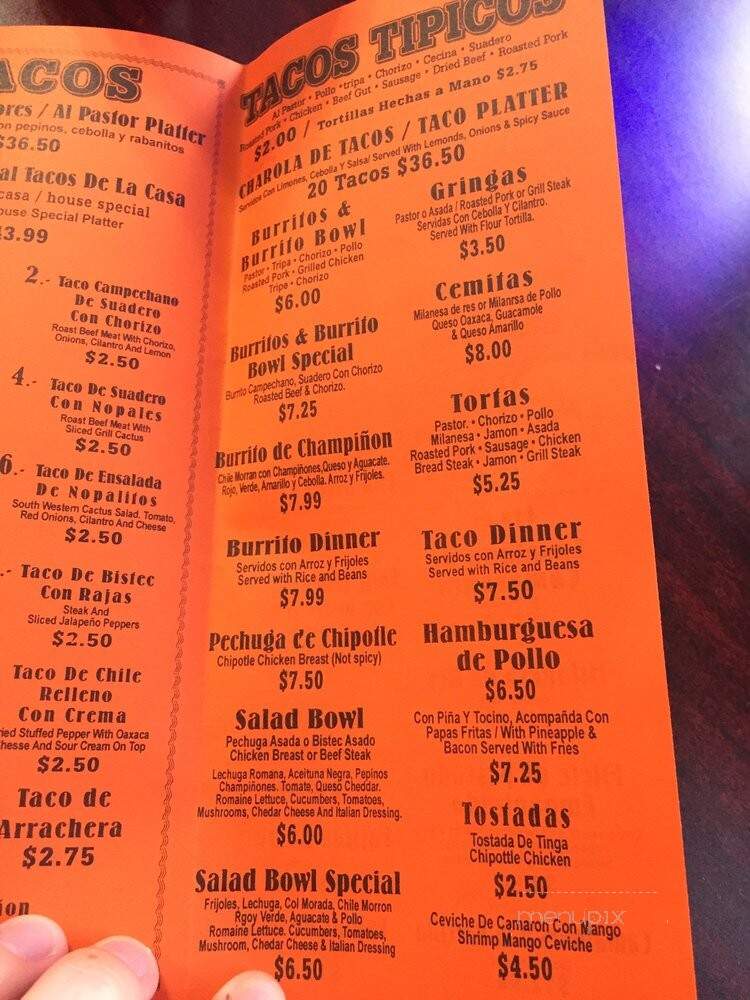 ACOS
ores / Al Pastor Platter
on pepinos, cebolla y rabanitos
$36.50
al Tacos De La Casa
casa / house special
ouse Special Platter
43.99
2.- Taco Campechano
De Suadero
Con Chorizo
Roast Beef Meat With Chorizo,
Onions, Cilantro And Lemon
$2.50
4.- Taco De Suadero
Con Nopales
Roast Beef Meat With
Sliced Grill Cactus
$2.50
6.- Taco De Ensalada
De Nopalitos
South Western Cactus Salad, Tomato,
Red Onions, Cilantro And Cheese
$2.50
.- Taco De Bistec
Con Rajas
Steak And
Sliced Jalapeño Peppers
$2.50
Taco De Chile
Relleno
Con Crema
ried Stuffed Pepper With Oaxaca
hesse And Sour Cream On Top
$2.50
Taco de
Arrachera
$2.75
ion
TACOS TIPICOS
Al Pastor • Pollo •tripa • Chorizo • Cecina • Suadero
Roasted Pork • Chicken • Beef Gut • Sausage • Dried Beef • Roasted Pork
$2.00 / Tortillas Hechas a Mano $2.75
CHAROLA DE TACOS / TACO PLATTER
Servidos Con Limones, Cebolla Y Salsa/ Served With Lemonds, Onions & Spicy Sauce
20 Tacos $36.50
Burritos &
Burrito Bowl
Pastor • Tripa • Chorizo • Pollo
Roasted Pork • Grilled Chicken
Tripe • Chorizo
$6.00
Burritos & Burrito
Bowl Special
Burrito Campechano, Suadero Con Chorizo
Roasted Beef & Chorizo.
$7.25
Burrito de Champiñon
Chile Morran con Champiñones,Queso y Aguacate.
Rojo, Verde, Amarillo y Cebolla. Arroz y Frijoles.
$7.99
Burrito Dinner
Servidos con Arroz y Frijoles
Served with Rice and Beans
$7.99
Pechuga de Chipotle
Chipotle Chicken Breast (Not spicy)
$7.50
Salad Bowl
Pechuga Asada o Bistec Asado
Chicken Breast or Beef Steak
Lechuga Romana, Aceituna Negra, Pepinos
Champiñones. Tomate, Queso Cheddar.
Romaine Lettuce, Cucumbers, Tomatoes,
Mushrooms, Chedar Cheese And Italian Dressing.
$6.00
Salad Bowl Special
Frijoles, Lechuga, Col Morada, Chile Morron
Rgoy Verde, Aguacate & Pollo
Romaine Lettuce. Cucumbers, Tomatoes,
Mushroom, Chedar Cheese & Italian Dressing
$6.50
Gringas
Pastor o Asada / Roasted Pork or Grill Steak
Servidas Con Cebolla Y Cilantro.
Served With Flour Tortilla.
$3.50
Cemitas
Milanesa de res or Milanrsa de Pollo
Queso Oaxaca, Guacamole
& Queso Amarillo
$8.00
Tortas
Pastor. • Chorizo • Pollo
Milanesa • Jamon • Asada
Roasted Pork • Sausage • Chicken
Bread Steak • Jamon • Grill Steak
$5.25
Taco Dinner
Servidos con Arroz y Frijoles
Served with Rice and Beans
$7.50
Hamburguesa
de Pollo
$6.50
Con Piña Y Tocino, Acompañda Con
Papas Fritas / With Pineapple &
Bacon Served With Fries
$7.25
Tostadas
Tostada De Tinga
Chipottle Chicken
$2.50
menupix
Ceviche De Camaron Con Mango
Shrimp Mango Ceviche
$4.50